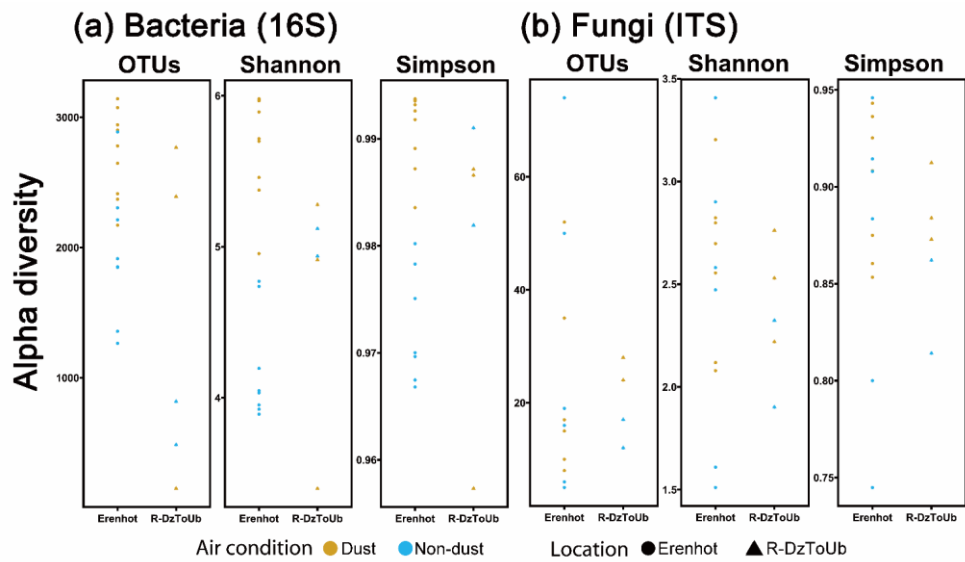 (a) Bacteria (16S)
(b) Fungi (ITS)
OTUs
Shannon
Simpson
OTUs
Shannon
Simpson
Alpha diversity
3000
2000
1000
6
5
4
0.99
0.98
0.97
0.96
60
40
20
3.5
3.0
2.5
2.0
1.5
0.95
0.90
0.85
0.80
0.75
Erenhot R-DzToUb
Erenhot R-DzToUb
Erenhot R-DzToUb
Erenhot R-DzToUb
Erenhot R-DzToUb
Erenhot R-DzToUb
Air condition Dust Non-dust
Location Erenhot R-DzToUb